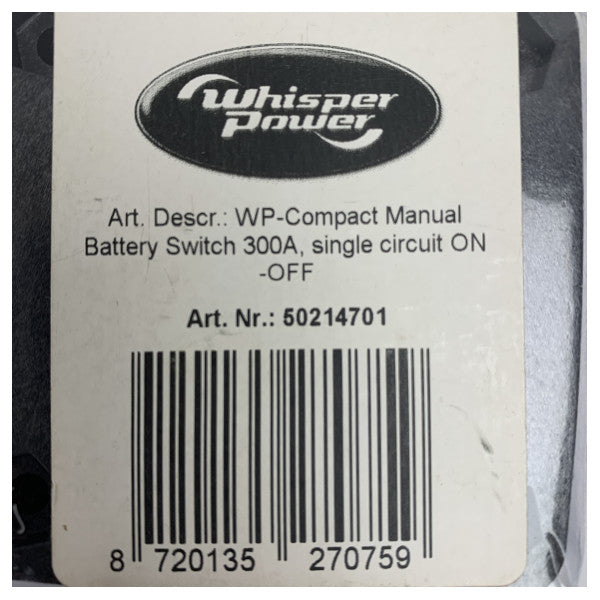 Whisper
Power
Art. Descr.: WP-Compact Manual
Battery Switch 300A, single circuit ON
-OFF
Art. Nr.: 50214701
8 720135 270759